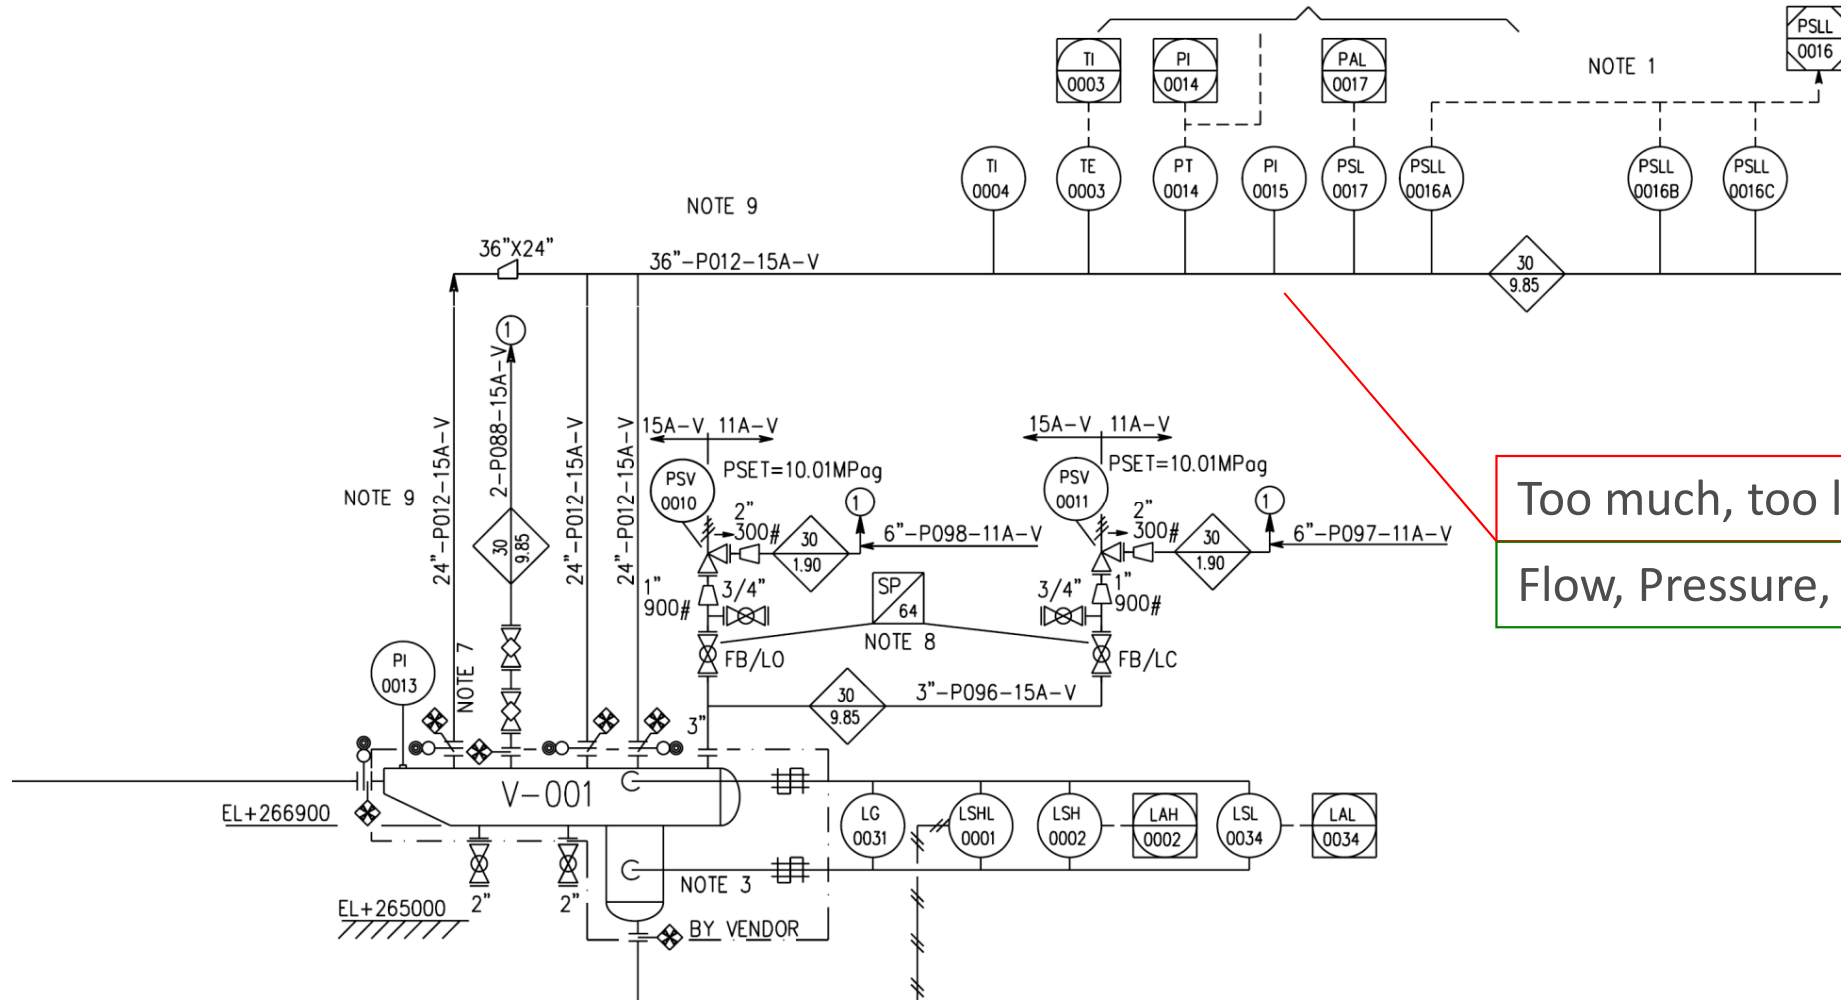 PSLL
0016
NOTE 1
TI
0003
PI
0014
PAL
0017
TI
0004
TE
0003
PT
0014
PI
0015
PSL
0017
PSLL
0016A
PSLL
0016B
PSLL
0016C
NOTE 9
36"X24"
36"-P012-15A-V
30
9.85
1
24"-P012-15A-V
2-P088-15A-V
24"-P012-15A-V
24"-P012-15A-V
30
9.85
NOTE 9
NOTE 7
15A-V
11A-V
PSV
0010
PSET=10.01MPag
2"
300#
1
30
1.90
6"-P098-11A-V
1"
900#
3/4"
FB/LO
SP
64
NOTE 8
15A-V
11A-V
PSV
0011
PSET=10.01MPag
2"
300#
1
30
1.90
6"-P097-11A-V
3/4"
1"
900#
FB/LC
Too much, too l
Flow, Pressure,
PI
0013
3"
30
9.85
3"-P096-15A-V
V-001
EL+266900
LG
0031
LSHL
0001
LSH
0002
LAH
0002
LSL
0034
LAL
0034
2"
2"
NOTE 3
EL+265000
BY VENDOR